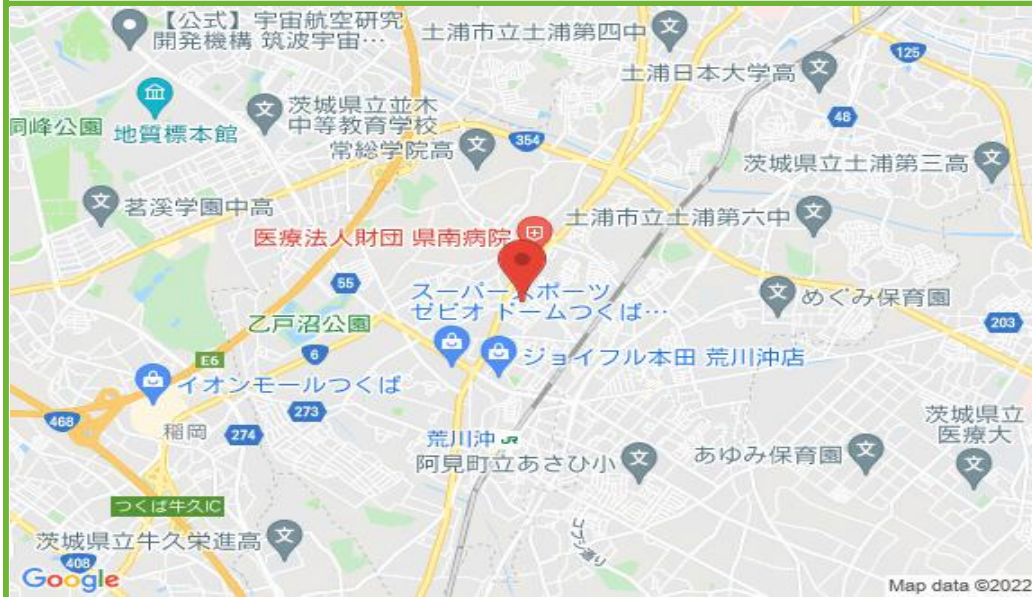 【公式】宇宙航空研究
開発機構 筑波宇宙…
土浦市立土浦第四中
125
土浦日本大学高
地質標本館
同峰公園
茨城県立並木
中等教育学校
常総学院高
354
48
茨城県立土浦第三高
茗溪学園中高
医療法人財団 県南病院
土浦市立土浦第六中
55
スーパースポーツ
ゼビオ ドームつくば…
めぐみ保育園
乙戸沼公園
203
6
E6
ジョイフル本田 荒川沖店
イオンモールつくば
468
稲岡
273
274
荒川沖
JR
阿見町立あさひ小
あゆみ保育園
茨城県立
医療大
つくば牛久IC
茨城県立牛久栄進高
コブシ通り
408
Google
Map data ©2022